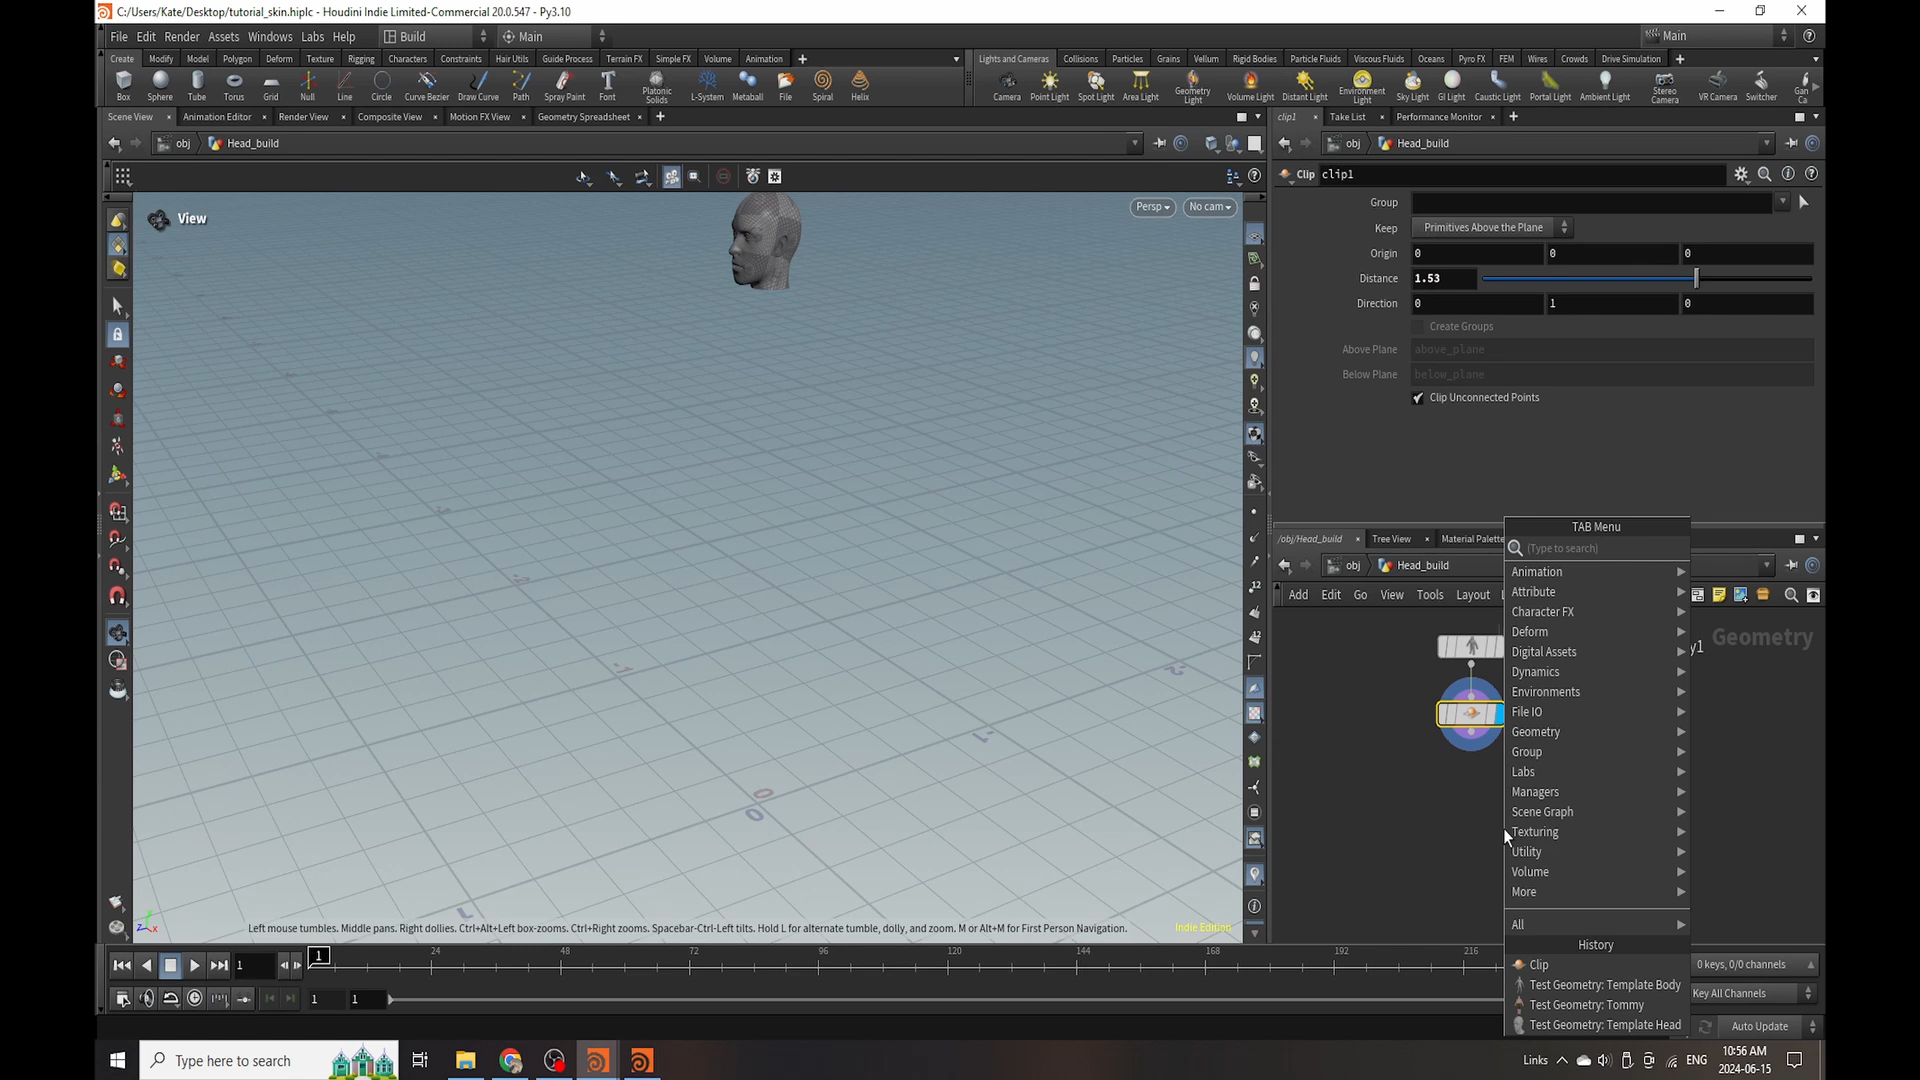 C:/Users/Kate/Desktop/tutorial_skin.hiplc - Houdini Indie Limited-Commercial 20.0.547 - Py3.10
File Edit Render Assets Windows Labs Help Build Main Main
Create Modify Model Polygon Deform Texture Rigging Characters Constraints Hair Utils Guide Process Terrain FX Simple FX Volume Animation
Lights and Cameras Collisions Particles Grains Vellum Rigid Bodies Particle Fluids Viscous Fluids Oceans Pyro FX FEM Wires Crowds Drive Simulation
Box Sphere Tube Torus Grid Null Line Circle Curve Bezier Draw Curve Path Spray Paint Font Platonic Solids L-System Metaball File Spiral Helix
Camera Point Light Spot Light Area Light Geometry Light Volume Light Distant Light Environment Light Sky Light GI Light Caustic Light Portal Light Ambient Light Stereo Camera VR Camera Switcher Gan Ca
Scene View Animation Editor Render View Composite View Motion FX View Geometry Spreadsheet
clip1 Take List Performance Monitor
obj Head_build
obj Head_build
View
Persp No cam
Clip clip1
Group
Keep Primitives Above the Plane
Origin 0 0 0
Distance 1.53
Direction 0 1 0
Create Groups
Above Plane above_plane
Below Plane below_plane
Clip Unconnected Points
/obj/Head_build Tree View Material Palette
obj Head_build
Add Edit Go View Tools Layout
Geometry
y1
TAB Menu
(Type to search)
Animation
Attribute
Character FX
Deform
Digital Assets
Dynamics
Environments
File IO
Geometry
Group
Labs
Managers
Scene Graph
Texturing
Utility
Volume
More
All
History
Clip
Test Geometry: Template Body
Test Geometry: Tommy
Test Geometry: Template Head
Left mouse tumbles. Middle pans. Right dollies. Ctrl+Alt+Left box-zooms. Ctrl+Right zooms. Spacebar-Ctrl-Left tilts. Hold L for alternate tumble, dolly, and zoom. M or Alt+M for First Person Navigation.
Indie Edition
1 1 24 48 72 96 120 144 168 192 216
0 keys, 0/0 channels
1 1
Key All Channels
Auto Update
Type here to search
Links ENG
10:56 AM
2024-06-15